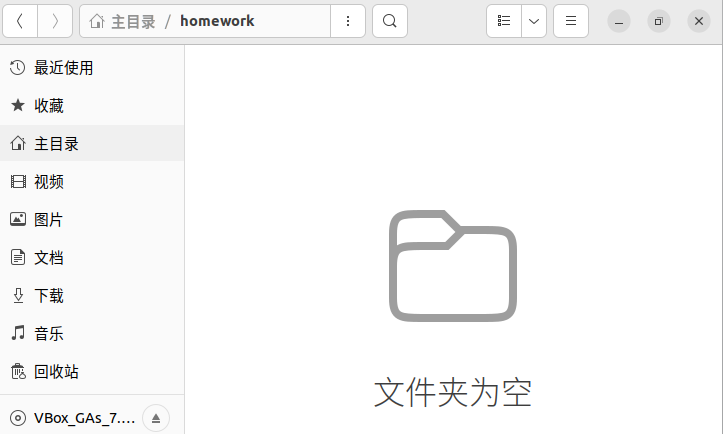 主目录 / homework
最近使用
收藏
主目录
视频
图片
文档
下载
音乐
回收站
VBox_GAs_7....
文件夹为空